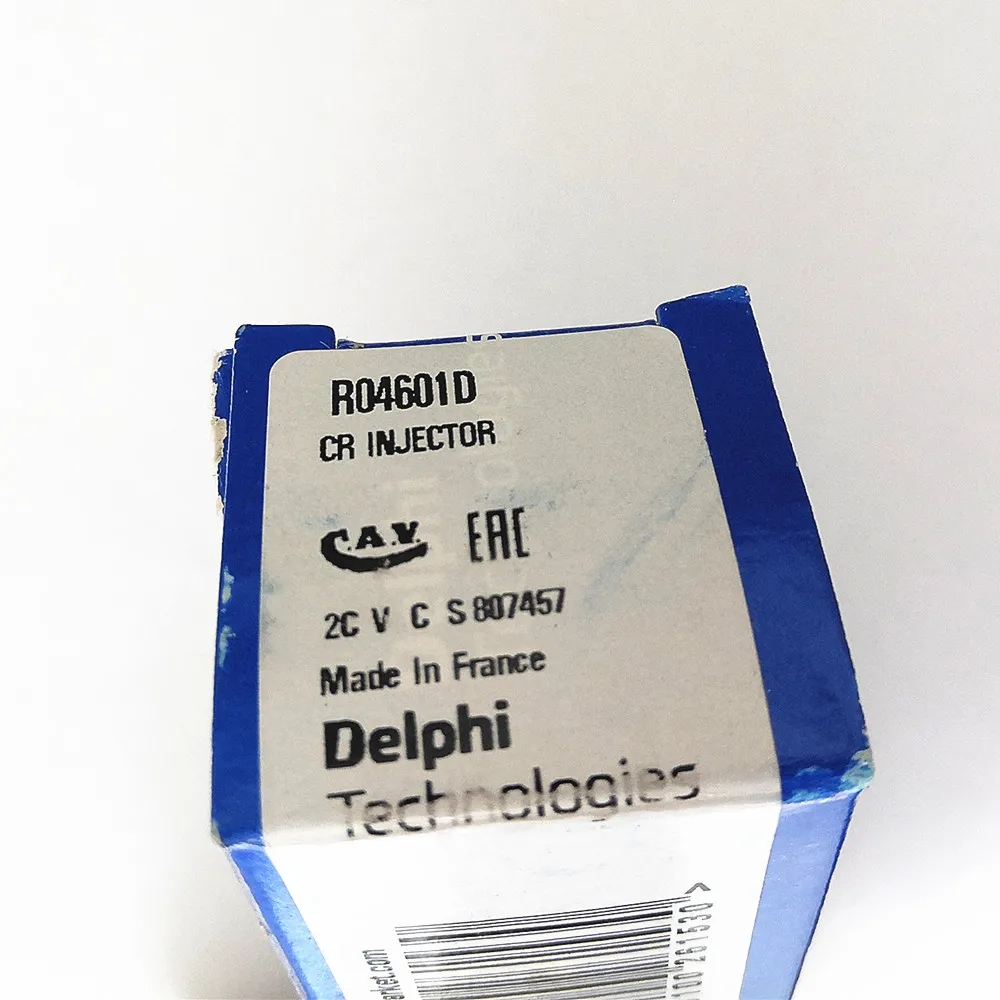 R04601D
CR INJECTOR
C.A.V. EAC
2C V C S 807457
Made In France
Delphi
Technologies